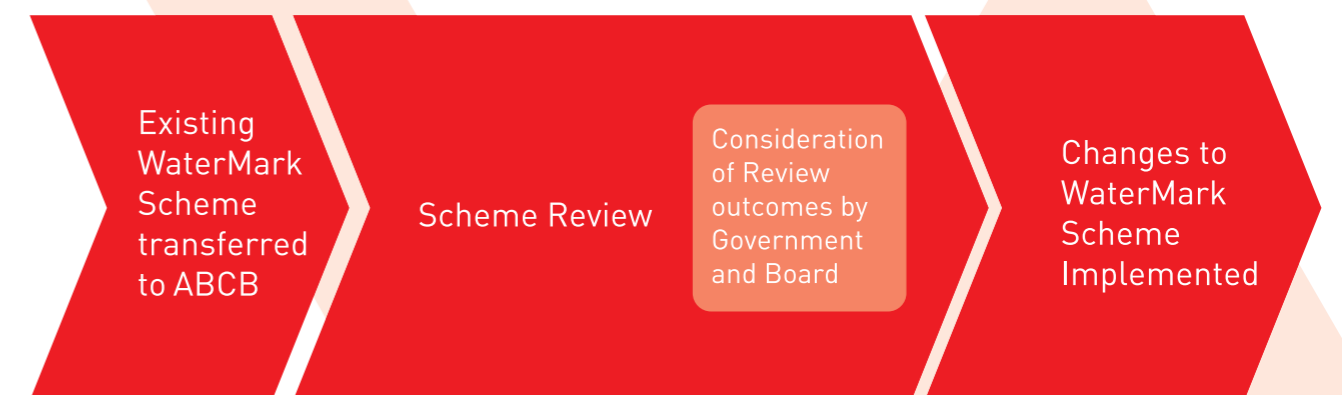 Existing
WaterMark
Scheme
transferred
to ABCB
Scheme Review
Consideration
of Review
outcomes by
Government
and Board
Changes to
WaterMark
Scheme
Implemented